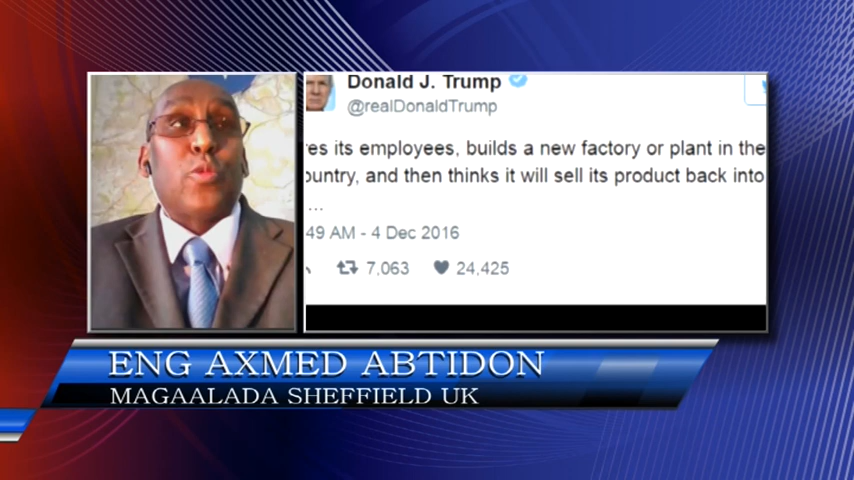 Donald J. Trump
@realDonaldTrump
res its employees, builds a new factory or plant in the
ountry, and then thinks it will sell its product back into
...
49 AM - 4 Dec 2016
7,063 24,425
ENG AXMED ABTIDON
MAGAALADA SHEFFIELD UK